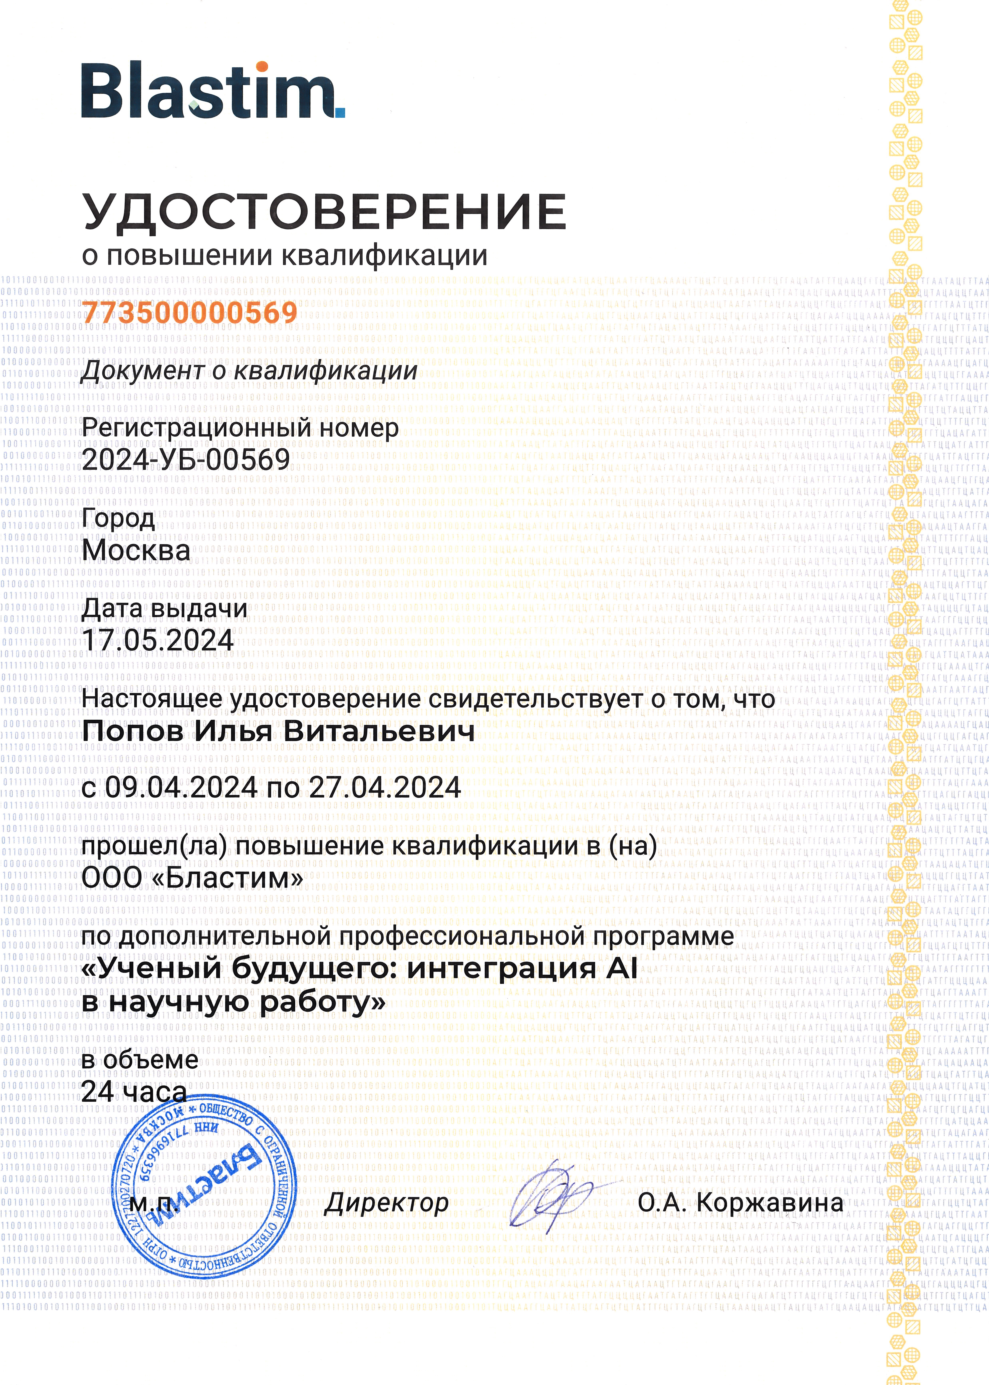 Blastim.
УДОСТОВЕРЕНИЕ
о повышении квалификации
773500000569
Документ о квалификации
Регистрационный номер
2024-УБ-00569
Город
Москва
Дата выдачи
17.05.2024
Настоящее удостоверение свидетельствует о том, что
Попов Илья Витальевич
с 09.04.2024 по 27.04.2024
прошел(ла) повышение квалификации в (на)
ООО «Бластим»
по дополнительной профессиональной программе
«Ученый будущего: интеграция AI
в научную работу»
в объеме
24 часа
м.п.
Директор
О.А. Коржавина
ОБЩЕСТВО С ОГРАНИЧЕННОЙ ОТВЕТСТВЕННОСТЬЮ * ОГРН 1227700270720 * МОСКВА *
ИНН 7716966359
Бластимъ